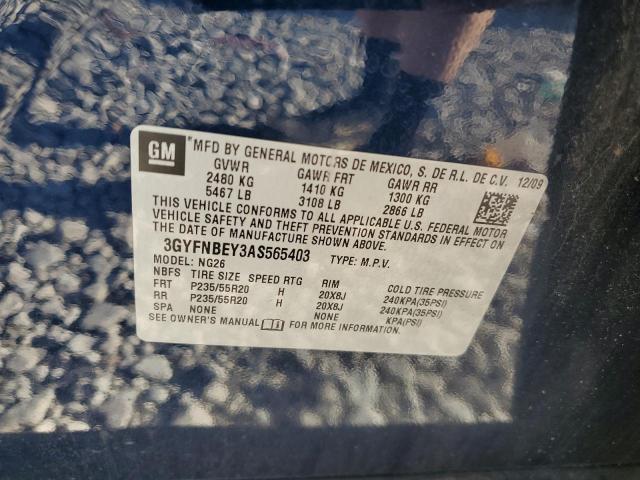 GM
*MFD BY GENERAL MOTORS DE MEXICO, S. DE R.L. DE C.V. 12/09
GVWR GAWR FRT GAWR RR
2480 KG 1410 KG 1300 KG
5467 LB 3108 LB 2866 LB
THIS VEHICLE CONFORMS TO ALL APPLICABLE U.S. FEDERAL MOTOR
VEHICLE SAFETY AND THEFT PREVENTION STANDARDS IN EFFECT ON
THE DATE OF MANUFACTURE SHOWN ABOVE.
3GYFNBEY3AS565403 TYPE: M.P.V.
MODEL: NG26
NBFS TIRE SIZE SPEED RTG RIM COLD TIRE PRESSURE
FRT P235/55R20 H 20X8J 240KPA(35PSI)
RR P235/55R20 H 20X8J 240KPA(35PSI)
SPA NONE NONE KPA(PSI)
SEE OWNER'S MANUAL FOR MORE INFORMATION.